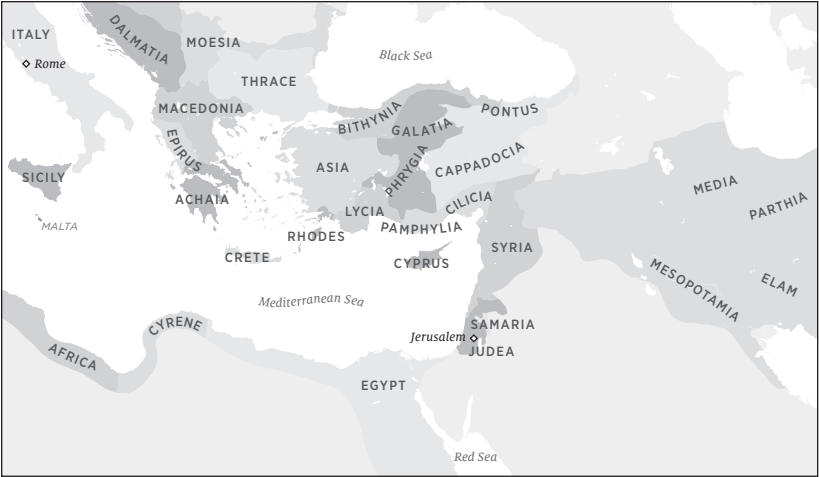 DALMATIA
ITALY
MOESIA
Black Sea
Rome
THRACE
MACEDONIA
BITHYNIA
PONTUS
GALATIA
EPIRUS
ASIA
PHRYGIA
CAPPADOCIA
SICILY
MEDIA
ACHAIA
CILICIA
PARTHIA
LYCIA
MALTA
PAMPHYLIA
RHODES
SYRIA
CRETE
CYPRUS
MESOPOTAMIA
ELAM
Mediterranean Sea
CYRENE
SAMARIA
Jerusalem
JUDEA
AFRICA
EGYPT
Red Sea